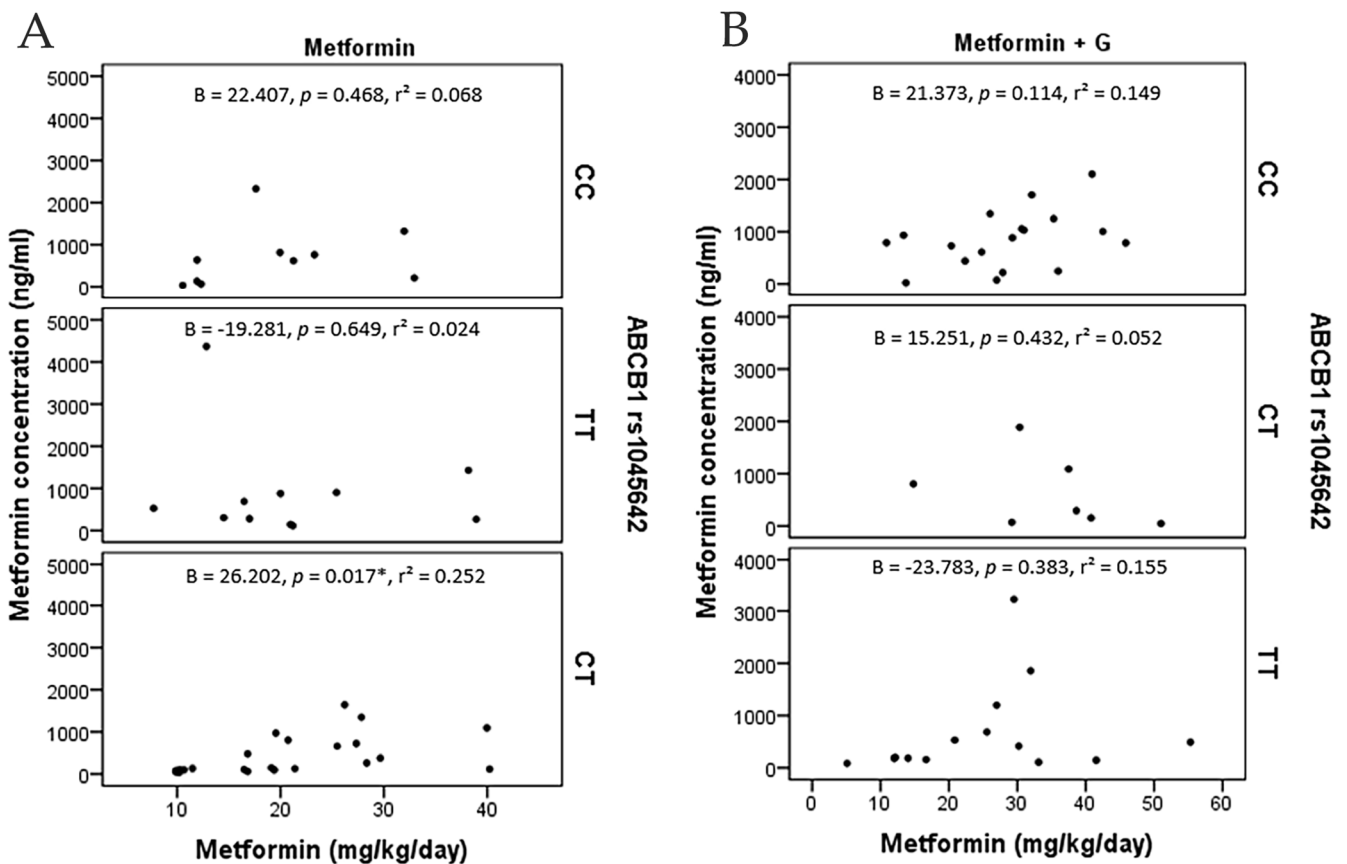 A
Metformin
Metformin concentration (ng/ml)
5000
4000
3000
2000
1000
0
B = 22.407, p = 0.468, r² = 0.068
CC
5000
4000
3000
2000
1000
0
B = -19.281, p = 0.649, r² = 0.024
TT
5000
4000
3000
2000
1000
0
B = 26.202, p = 0.017*, r² = 0.252
CT
ABCB1 rs1045642
10 20 30 40
Metformin (mg/kg/day)
B
Metformin + G
Metformin concentration (ng/ml)
4000
3000
2000
1000
0
B = 21.373, p = 0.114, r² = 0.149
CC
4000
3000
2000
1000
0
B = 15.251, p = 0.432, r² = 0.052
CT
4000
3000
2000
1000
0
B = -23.783, p = 0.383, r² = 0.155
TT
ABCB1 rs1045642
0 10 20 30 40 50 60
Metformin (mg/kg/day)